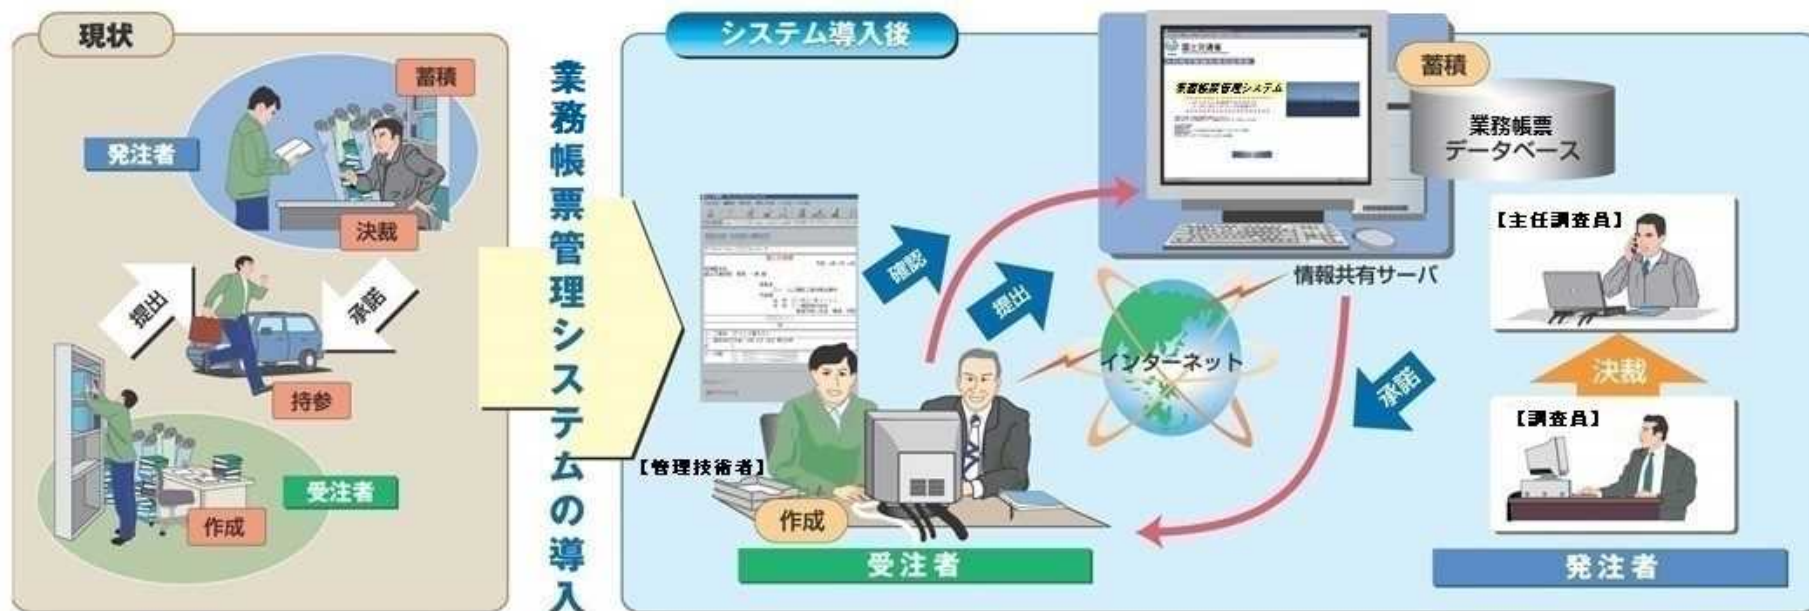 現状
蓄積
発注者
決裁
提出
承諾
持参
受注者
作成
業務帳票管理システムの導入
システム導入後
国土交通省
業務帳票管理システム
蓄積
業務帳票
データベース
確認
提出
情報共有サーバ
インターネット
承諾
【管理技術者】
作成
受注者
【主任調査員】
決裁
【調査員】
発注者